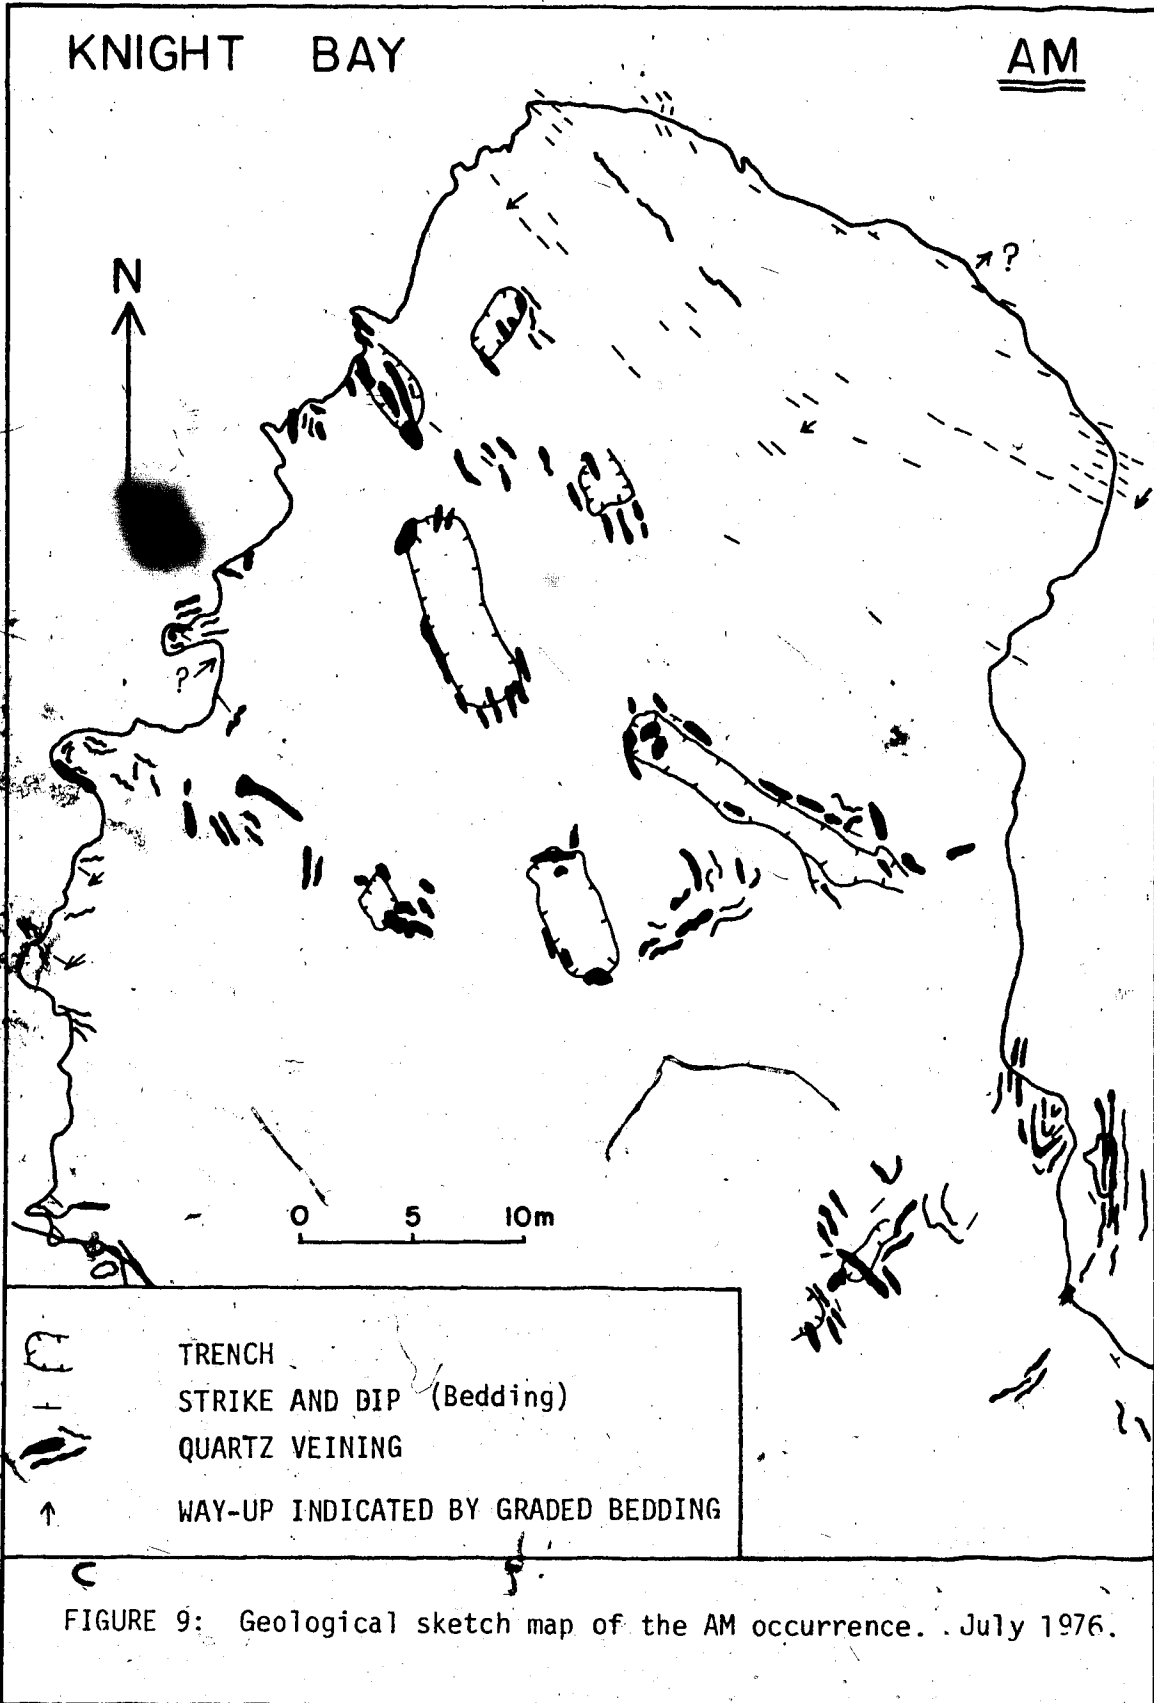 KNIGHT BAY
AM
?
N
?
0 5 10m
TRENCH
STRIKE AND DIP (Bedding)
QUARTZ VEINING
WAY-UP INDICATED BY GRADED BEDDING
FIGURE 9: Geological sketch map of the AM occurrence. July 1976.